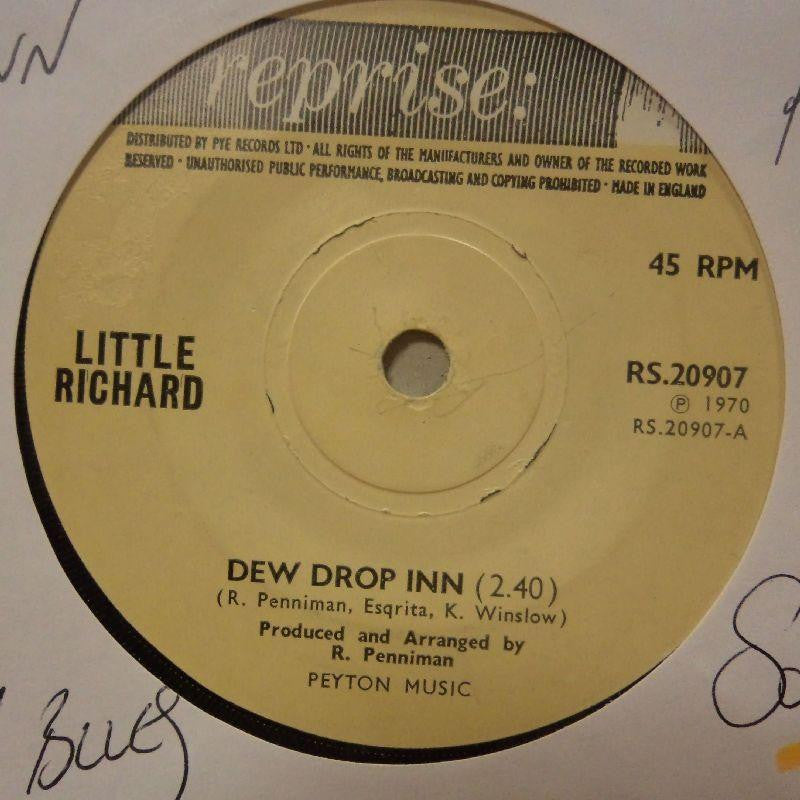 reprise:
DISTRIBUTED BY PYE RECORDS LTD · ALL RIGHTS OF THE MANUFACTURERS AND OWNER OF THE RECORDED WORK
RESERVED · UNAUTHORISED PUBLIC PERFORMANCE, BROADCASTING AND COPYING PROHIBITED · MADE IN ENGLAND
45 RPM
LITTLE
RICHARD
RS.20907
Ⓟ 1970
RS.20907-A
DEW DROP INN (2.40)
(R. Penniman, Esqrita, K. Winslow)
Produced and Arranged by
R. Penniman
PEYTON MUSIC